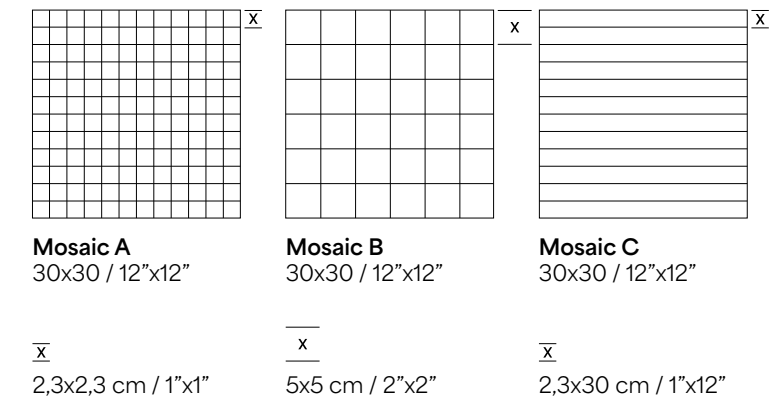 x
x
x
Mosaic A
30x30 / 12”x12”
Mosaic B
30x30 / 12”x12”
Mosaic C
30x30 / 12”x12”
x
2,3x2,3 cm / 1”x1”
x
5x5 cm / 2”x2”
x
2,3x30 cm / 1”x12”